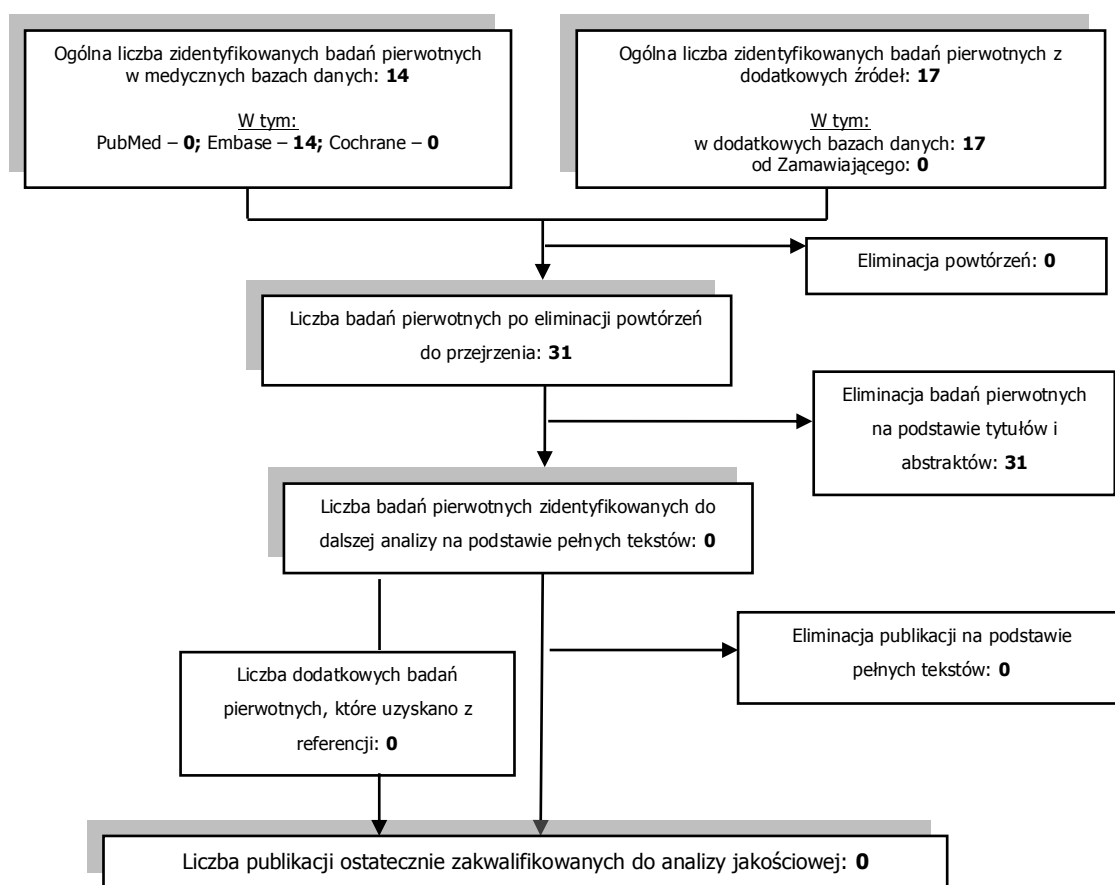 Ogólna liczba zidentyfikowanych badań pierwotnych
w medycznych bazach danych: 14
W tym:
PubMed – 0; Embase – 14; Cochrane – 0
Ogólna liczba zidentyfikowanych badań pierwotnych z
dodatkowych źródeł: 17
W tym:
w dodatkowych bazach danych: 17
od Zamawiającego: 0
Eliminacja powtórzeń: 0
Liczba badań pierwotnych po eliminacji powtórzeń
do przejrzenia: 31
Eliminacja badań pierwotnych
na podstawie tytułów i
abstraktów: 31
Liczba badań pierwotnych zidentyfikowanych do
dalszej analizy na podstawie pełnych tekstów: 0
Eliminacja publikacji na podstawie
pełnych tekstów: 0
Liczba dodatkowych badań
pierwotnych, które uzyskano z
referencji: 0
Liczba publikacji ostatecznie zakwalifikowanych do analizy jakościowej: 0